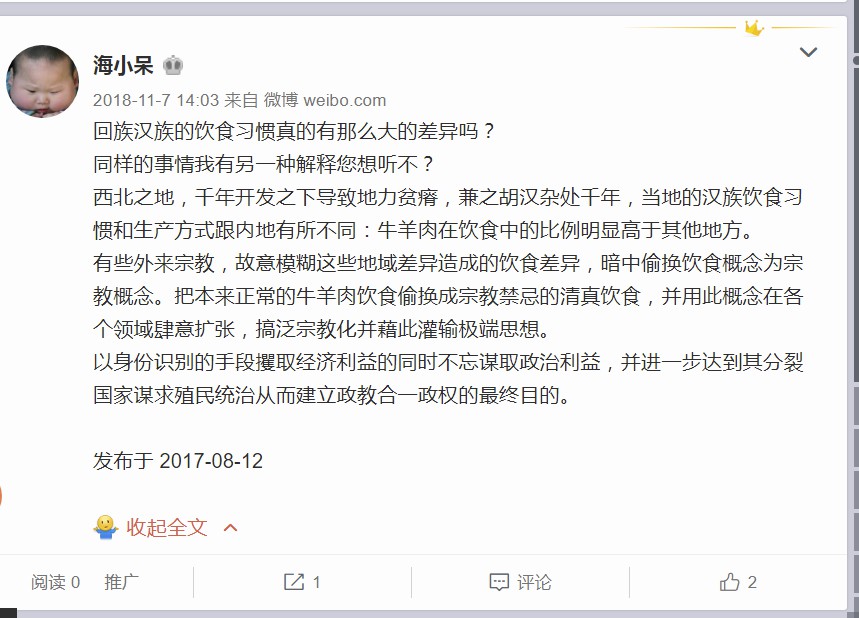 海小呆
2018-11-7 14:03 来自 微博 weibo.com
回族汉族的饮食习惯真的有那么大的差异吗？
同样的事情我有另一种解释您想听不？
西北之地，千年开发之下导致地力贫瘠，兼之胡汉杂处千年，当地的汉族饮食习
惯和生产方式跟内地有所不同：牛羊肉在饮食中的比例明显高于其他地方。
有些外来宗教，故意模糊这些地域差异造成的饮食差异，暗中偷换饮食概念为宗
教概念。把本来正常的牛羊肉饮食偷换成宗教禁忌的清真饮食，并用此概念在各
个领域肆意扩张，搞泛宗教化并藉此灌输极端思想。
以身份识别的手段攫取经济利益的同时不忘谋取政治利益，并进一步达到其分裂
国家谋求殖民统治从而建立政教合一政权的最终目的。
发布于 2017-08-12
收起全文
阅读 0 推广 1 评论 2